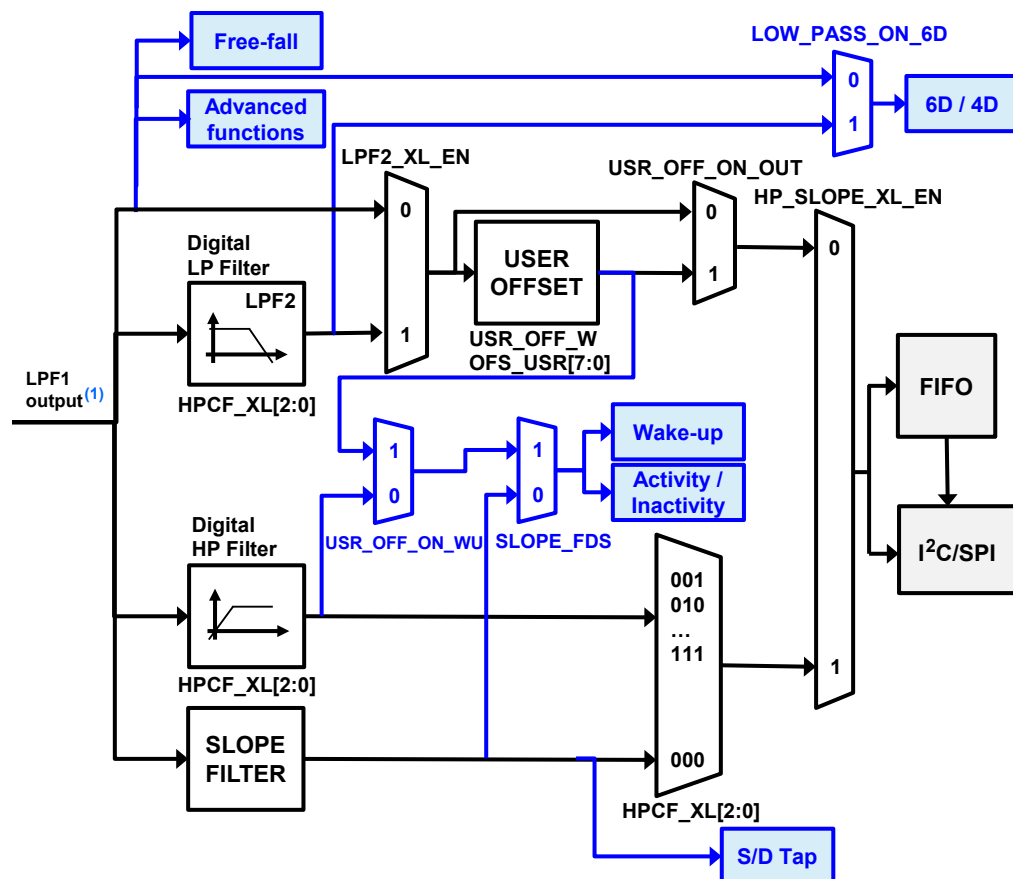 Free-fall
LOW_PASS_ON_6D
0
1
6D / 4D
Advanced
functions
LPF2_XL_EN
0
1
USR_OFF_ON_OUT
0
1
HP_SLOPE_XL_EN
0
1
Digital
LP Filter
LPF2
HPCF_XL[2:0]
USER
OFFSET
USR_OFF_W
OFS_USR[7:0]
LPF1
output(1)
FIFO
I²C/SPI
1
0
USR_OFF_ON_WU
1
0
SLOPE_FDS
Wake-up
Activity /
Inactivity
Digital
HP Filter
HPCF_XL[2:0]
001
010
...
111
000
HPCF_XL[2:0]
SLOPE
FILTER
S/D Tap